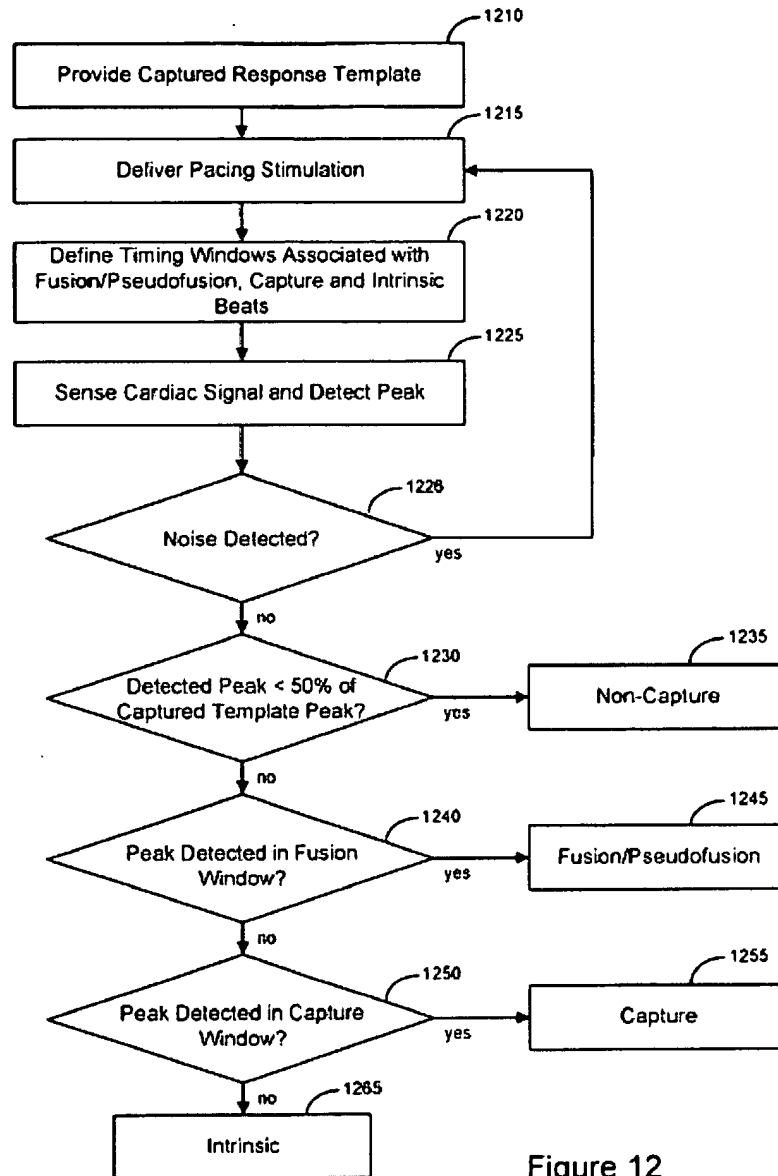 1210
Provide Captured Response Template
1215
Deliver Pacing Stimulation
1220
Define Timing Windows Associated with
Fusion/Pseudofusion, Capture and Intrinsic
Beats
1225
Sense Cardiac Signal and Detect Peak
1226
Noise Detected?
yes
no
1230
Detected Peak < 50% of
Captured Template Peak?
yes
1235
Non-Capture
no
1240
Peak Detected in Fusion
Window?
yes
1245
Fusion/Pseudofusion
no
1250
Peak Detected in Capture
Window?
yes
1255
Capture
no
1265
Intrinsic
Figure 12